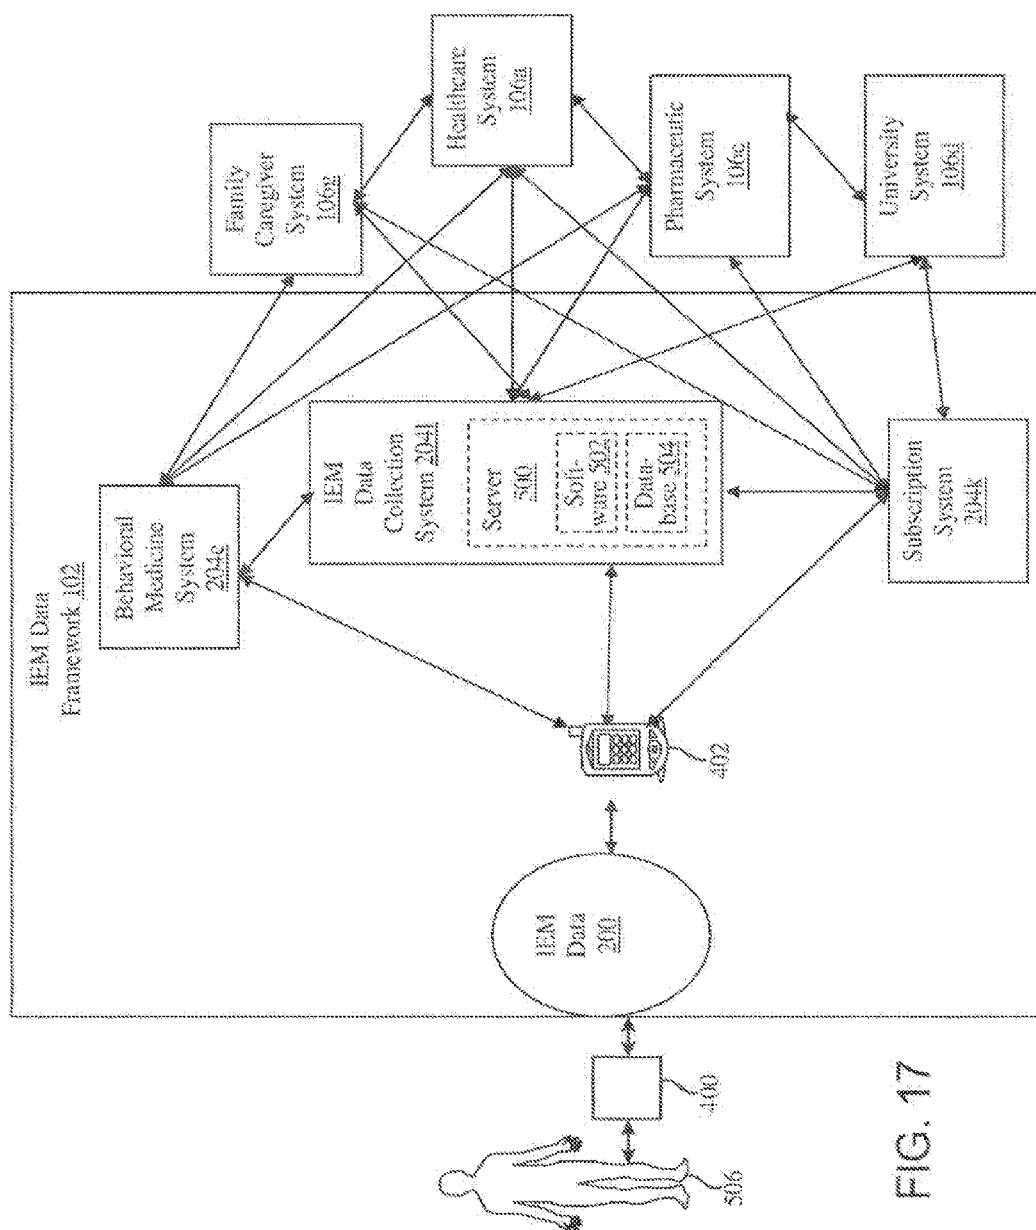 IEM Data
Framework 102
Behavioral
Medicine
System
204e
IEM
Data
Collection
System 204l
Server
500
Soft-
ware 502
Data-
base 504
Subscription
System
204k
Family
Caregiver
System
106g
Healthcare
System
106a
Pharmaceutic
System
106c
University
System
106d
IEM
Data
200
402
400
506
FIG. 17